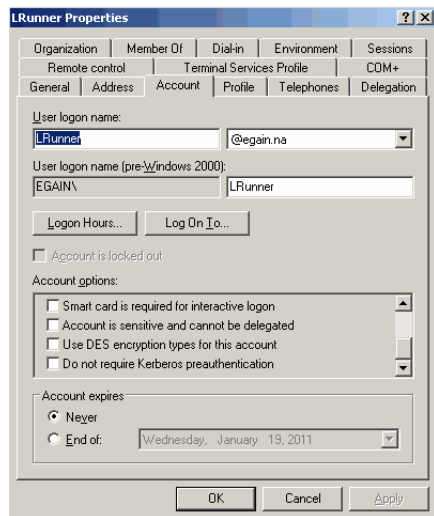 LRunner Properties
Organization Member Of Dial-in Environment Sessions
Remote control Terminal Services Profile COM+
General Address Account Profile Telephones Delegation
User logon name:
LRunner @egain.na
User logon name (pre-Windows 2000):
EGAIN\ LRunner
Logon Hours... Log On To...
Account is locked out
Account options:
Smart card is required for interactive logon
Account is sensitive and cannot be delegated
Use DES encryption types for this account
Do not require Kerberos preauthentication
Account expires
Never
End of: Wednesday, January 19, 2011
OK Cancel Apply